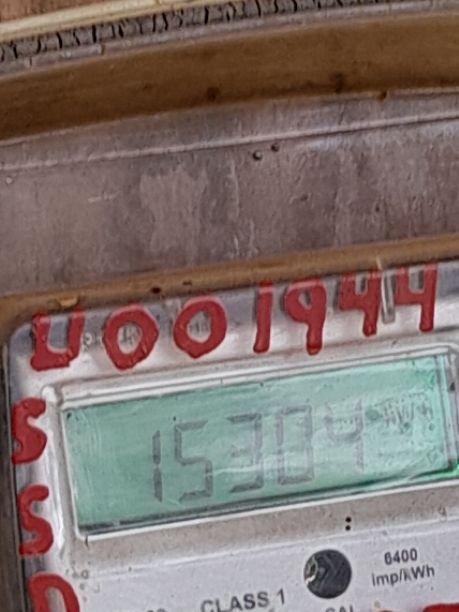 U001944
S
15304 kWh
S
D
6400
imp/kWh
CLASS 1